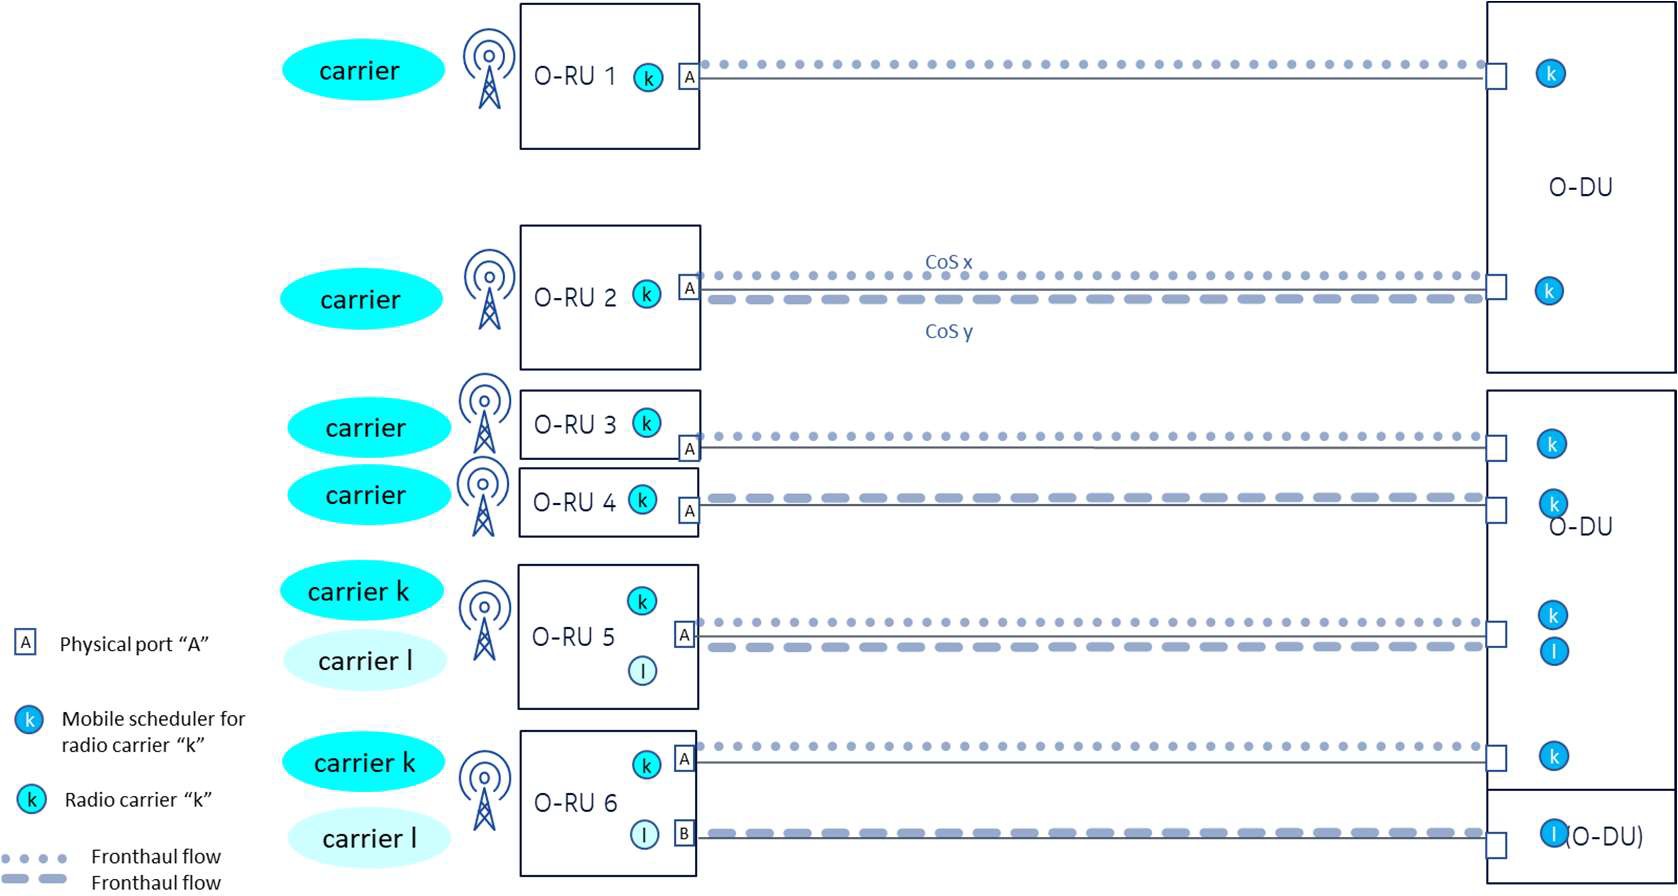 carrier
O-RU 1
k
A
k
O-DU
carrier
O-RU 2
k
A
CoS x
CoS y
k
carrier
O-RU 3
k
A
k
carrier
O-RU 4
k
A
k
O-DU
carrier k
carrier l
O-RU 5
k
l
A
k
l
carrier k
carrier l
O-RU 6
k
l
A
B
k
l
(O-DU)
A
Physical port “A”
k
Mobile scheduler for
radio carrier “k”
k
Radio carrier “k”
Fronthaul flow
Fronthaul flow